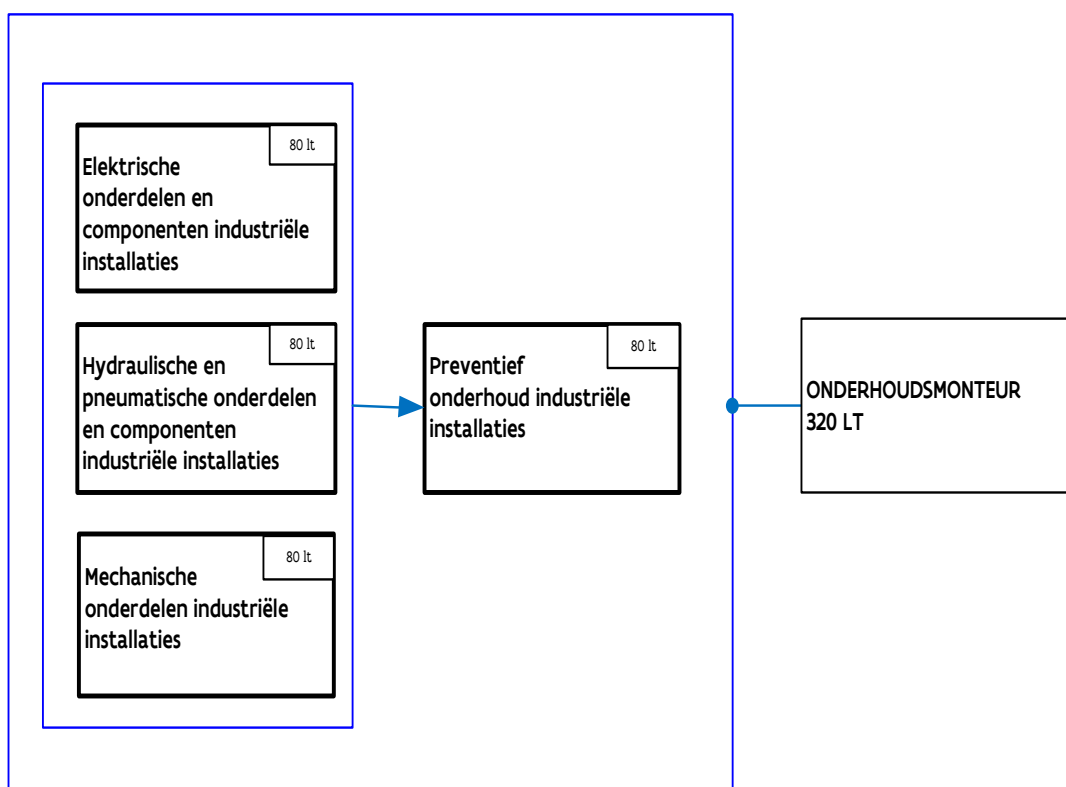 80 lt
Elektrische
onderdelen en
componenten industriële
installaties
80 lt
Hydraulische en
pneumatische onderdelen
en componenten
industriële installaties
80 lt
Mechanische
onderdelen industriële
installaties
80 lt
Preventief
onderhoud industriële
installaties
ONDERHOUDSMONTEUR
320 LT